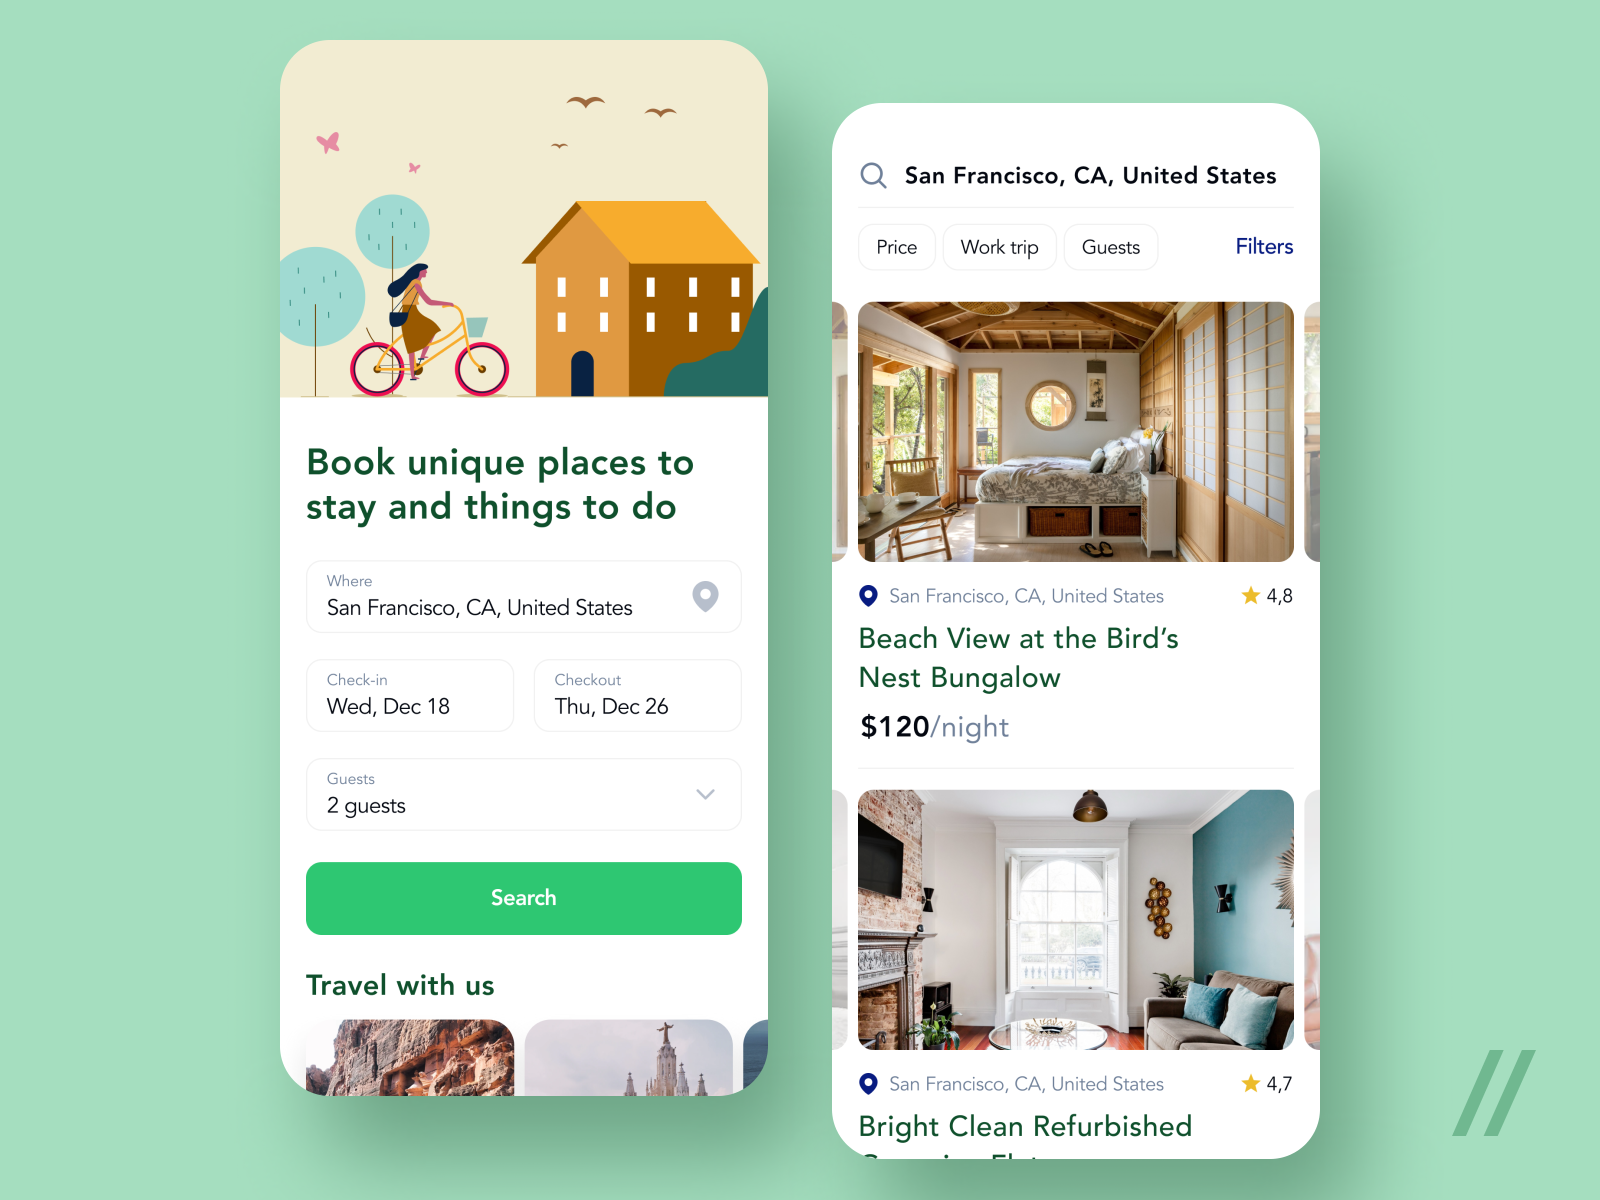 Book unique places to
stay and things to do
Where
San Francisco, CA, United States
Check-in
Wed, Dec 18
Checkout
Thu, Dec 26
Guests
2 guests
Search
Travel with us
San Francisco, CA, United States
Price
Work trip
Guests
Filters
San Francisco, CA, United States
4,8
Beach View at the Bird’s
Nest Bungalow
$120/night
San Francisco, CA, United States
4,7
Bright Clean Refurbished